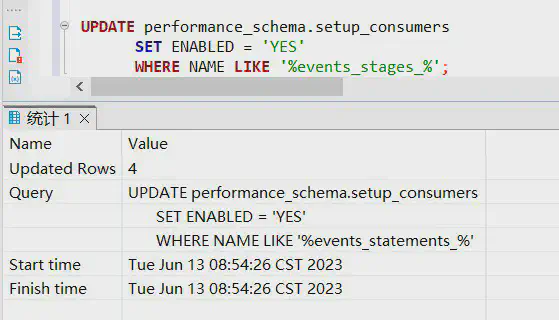 UPDATE performance_schema.setup_consumers
SET ENABLED = 'YES'
WHERE NAME LIKE '%events_stages_%';
统计 1
Name Value
Updated Rows 4
Query UPDATE performance_schema.setup_consumers
SET ENABLED = 'YES'
WHERE NAME LIKE '%events_statements_%'
Start time Tue Jun 13 08:54:26 CST 2023
Finish time Tue Jun 13 08:54:26 CST 2023